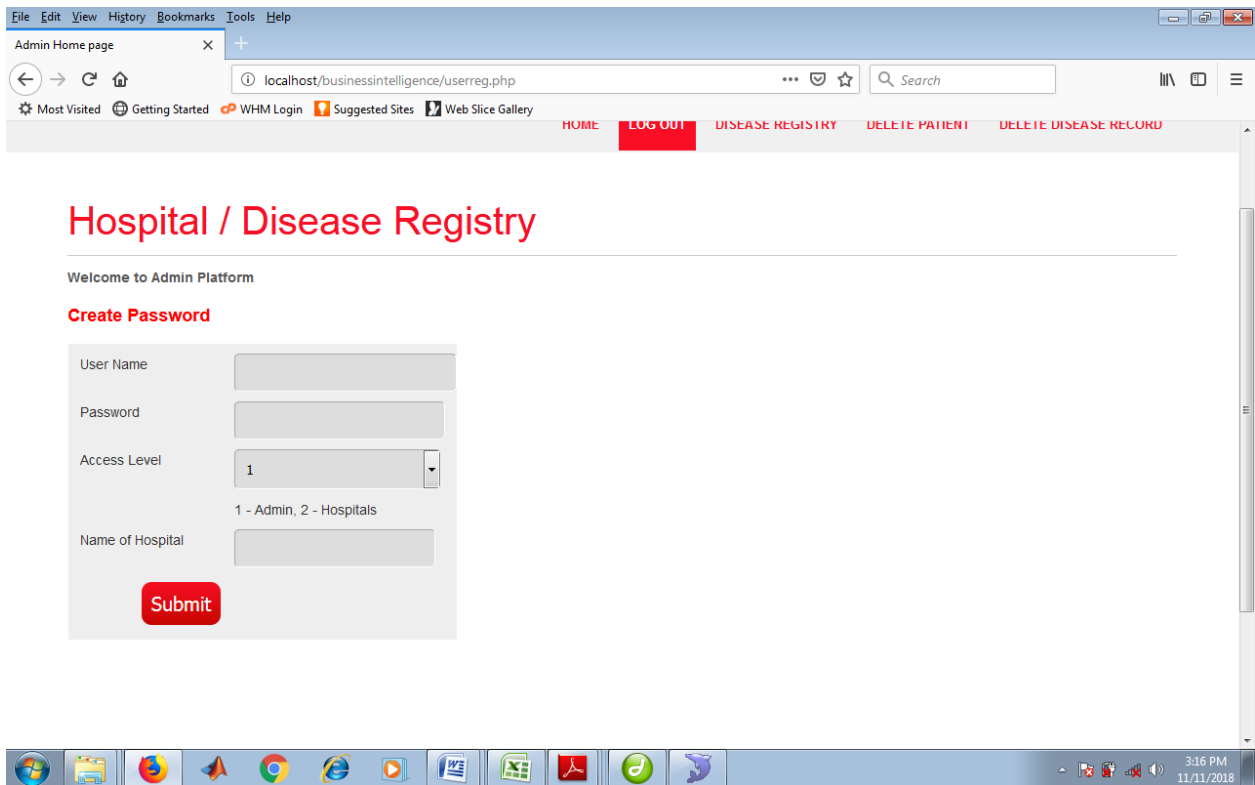 File Edit View History Bookmarks Tools Help
Admin Home page
localhost/businessintelligence/userreg.php
Search
Most Visited Getting Started cP WHM Login Suggested Sites Web Slice Gallery
HOME LOG OUT DISEASE REGISTRY DELETE PATIENT DELETE DISEASE RECORD
Hospital / Disease Registry
Welcome to Admin Platform
Create Password
User Name
Password
Access Level 1
1 - Admin, 2 - Hospitals
Name of Hospital
Submit
3:16 PM
11/11/2018